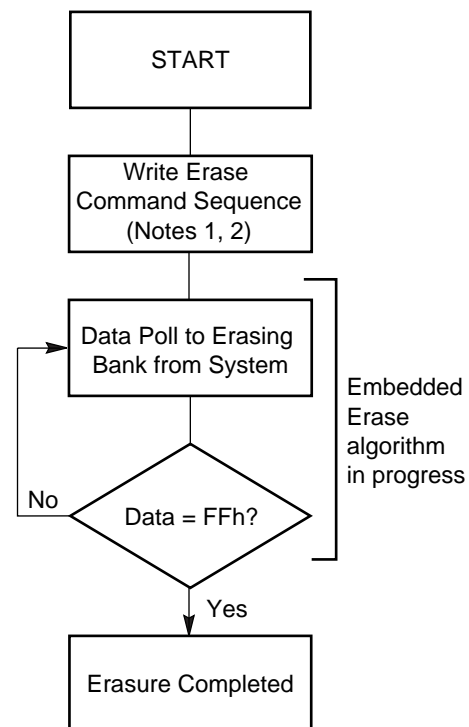 START
Write Erase
Command Sequence
(Notes 1, 2)
Data Poll to Erasing
Bank from System
Embedded
Erase
algorithm
in progress
No
Data = FFh?
Yes
Erasure Completed